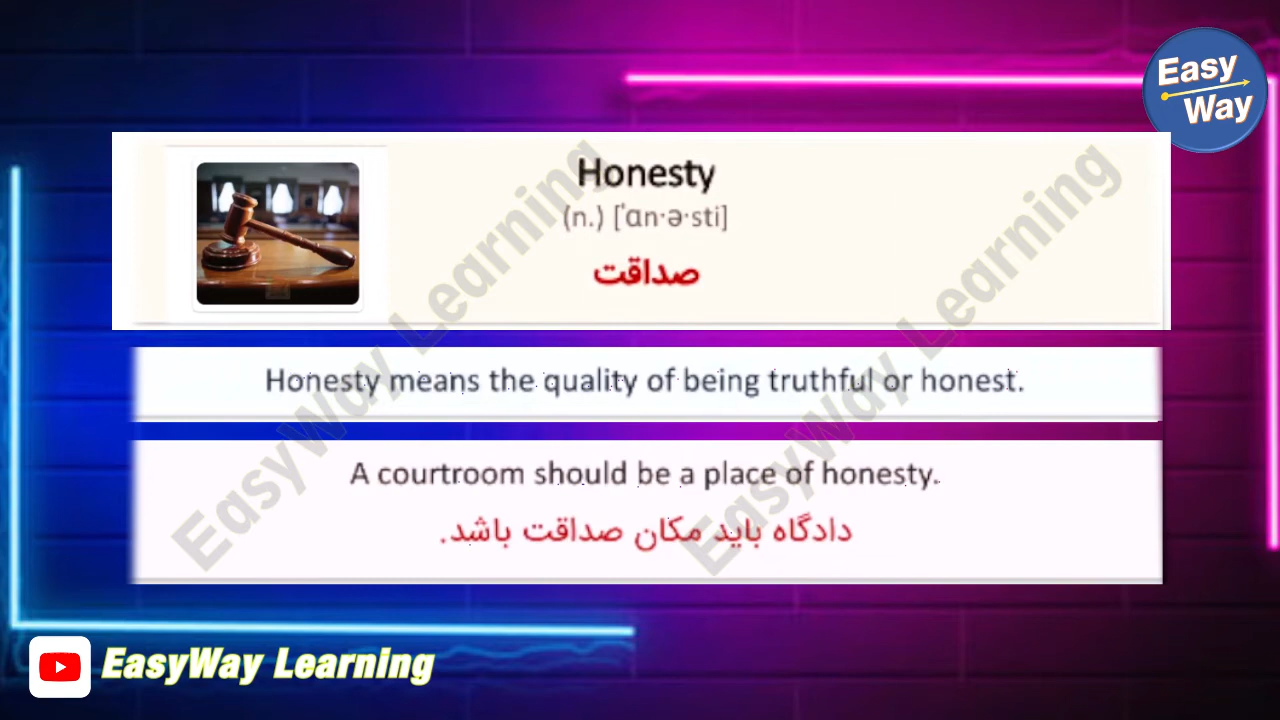 Easy
Way
Honesty
(n.) [ˈɑn·ə·sti]
صداقت
Honesty means the quality of being truthful or honest.
A courtroom should be a place of honesty.
دادگاه باید مکان صداقت باشد.
EasyWay Learning
EasyWay Learning
EasyWay Learning